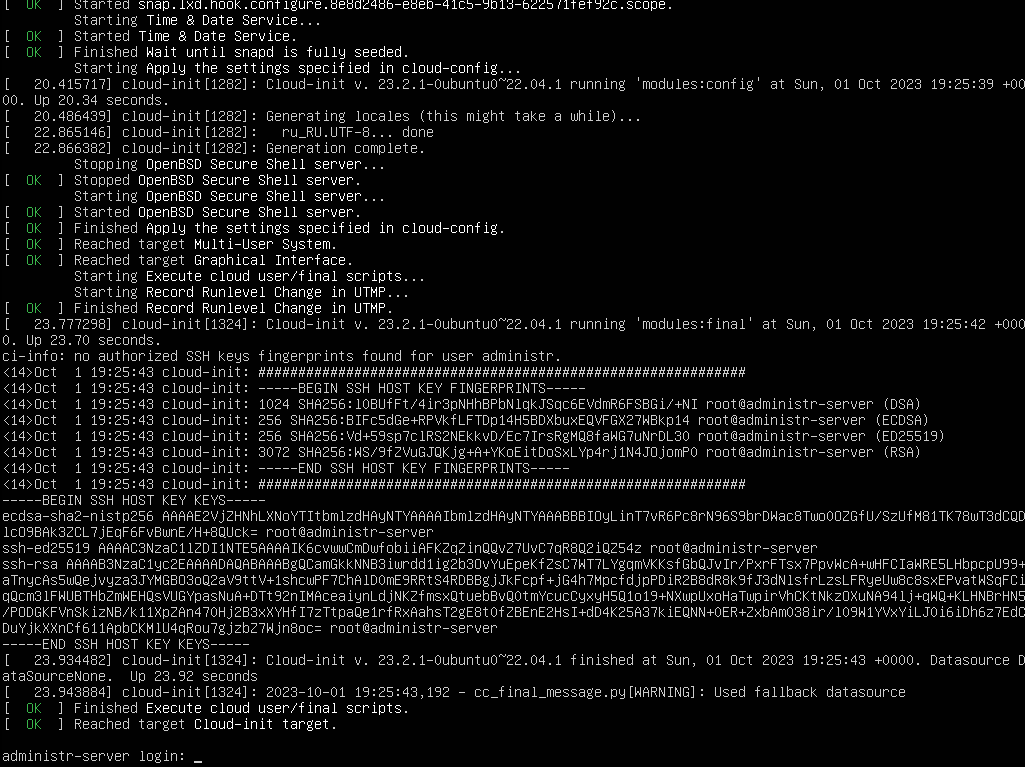 [  OK  ] Started snap.lxd.hook.configure.8e8d2486-e8eb-41c5-9b13-622571fef92c.scope.
Starting Time & Date Service...
[  OK  ] Started Time & Date Service.
[  OK  ] Finished Wait until snapd is fully seeded.
Starting Apply the settings specified in cloud-config...
[   20.415717] cloud-init[1282]: Cloud-init v. 23.2.1-0ubuntu0~22.04.1 running 'modules:config' at Sun, 01 Oct 2023 19:25:39 +00
00. Up 20.34 seconds.
[   20.486439] cloud-init[1282]: Generating locales (this might take a while)...
[   22.865146] cloud-init[1282]:   ru_RU.UTF-8... done
[   22.866382] cloud-init[1282]: Generation complete.
Stopping OpenBSD Secure Shell server...
[  OK  ] Stopped OpenBSD Secure Shell server.
Starting OpenBSD Secure Shell server...
[  OK  ] Started OpenBSD Secure Shell server.
[  OK  ] Finished Apply the settings specified in cloud-config.
[  OK  ] Reached target Multi-User System.
[  OK  ] Reached target Graphical Interface.
Starting Execute cloud user/final scripts...
Starting Record Runlevel Change in UTMP...
[  OK  ] Finished Record Runlevel Change in UTMP.
[   23.777298] cloud-init[1324]: Cloud-init v. 23.2.1-0ubuntu0~22.04.1 running 'modules:final' at Sun, 01 Oct 2023 19:25:42 +000
0. Up 23.70 seconds.
ci-info: no authorized SSH keys fingerprints found for user administr.
<14>Oct  1 19:25:43 cloud-init: #############################################################
<14>Oct  1 19:25:43 cloud-init: -----BEGIN SSH HOST KEY FINGERPRINTS-----
<14>Oct  1 19:25:43 cloud-init: 1024 SHA256:lOBUfFt/4ir3pNHhBPbNlqkJSqc6EVdmR6FSBGi/+NI root@administr-server (DSA)
<14>Oct  1 19:25:43 cloud-init: 256 SHA256:BIFc5dGe+RPVkfLFTDp14H5BDXbuxEQVFGX27WBkp14 root@administr-server (ECDSA)
<14>Oct  1 19:25:43 cloud-init: 256 SHA256:Vd+59sp7clRS2NEkkvD/Ec7IrsRgMQ8faWG7uNrDL30 root@administr-server (ED25519)
<14>Oct  1 19:25:43 cloud-init: 3072 SHA256:WS/9fZVuGJQKjg+A+YKoEitDoSxLYp4rj1N4JOjomP0 root@administr-server (RSA)
<14>Oct  1 19:25:43 cloud-init: -----END SSH HOST KEY FINGERPRINTS-----
<14>Oct  1 19:25:43 cloud-init: #############################################################
-----BEGIN SSH HOST KEY KEYS-----
ecdsa-sha2-nistp256 AAAAE2VjZHNhLXNoYTItbmlzdHAyNTYAAAAIbmlzdHAyNTYAAABBBIOyLinT7vR6Pc8rN96S9brDWac8Two0OZGfU/SzUfM81TK78wT3dCQD
lcO9BAk3ZCL7jEqF6FvBwnE/H+8QUck= root@administr-server
ssh-ed25519 AAAAC3NzaC1lZDI1NTE5AAAAIK6cvwwCmDwfobiiAFKZqZinQQvZ7UvC7qR8Q2iQZ54z root@administr-server
ssh-rsa AAAAB3NzaC1yc2EAAAADAQABAAABgQCamGkkNNB3iwrdd1ig2b3OvYuEpeKfZsC7WT7LYgqmVKKsfGbQJvIr/PxrFTsx7PpvWcA+wHFCIaWRE5LHbpcpU99+
aTnycAs5wQejvyza3JYMGBO3oQ2aV9ttV+1shcwPF7ChAlD0mE9RRtS4RDBBgjJkFcpf+jG4h7MpcfdjpPDiR2B8dR8k9fJ3dNlsfrLzsLFRyeUw8c8sxEPvatWSqFCi
qQcm3lFWUBTHbZmWEHQsVUGYpasNuA+DTt92nIMAceaiynLdjNKZfmsxQtuebBvQOtmYcucCyxyH5Q1o19+NXwpUxoHaTwpirVhCKtNkzOXuNA94lj+qWQ+KLHNBrHN5
/PODGKFVnSkizNB/k11XpZAn470Hj2B3xXYHfI7zTtpaQe1rfRxAahsT2gE8tOfZBEnE2HsI+dD4K25A37kiEQNN+0ER+ZxbAm038ir/lO9W1YVxYiLJ0i6iDh6z7EdC
DuYjkXXnCf611ApbCKMlU4qRou7gjzbZ7Wjn8oc= root@administr-server
-----END SSH HOST KEY KEYS-----
[   23.934482] cloud-init[1324]: Cloud-init v. 23.2.1-0ubuntu0~22.04.1 finished at Sun, 01 Oct 2023 19:25:43 +0000. Datasource D
ataSourceNone.  Up 23.92 seconds
[   23.943884] cloud-init[1324]: 2023-10-01 19:25:43,192 - cc_final_message.py[WARNING]: Used fallback datasource
[  OK  ] Finished Execute cloud user/final scripts.
[  OK  ] Reached target Cloud-init target.
administr-server login: _